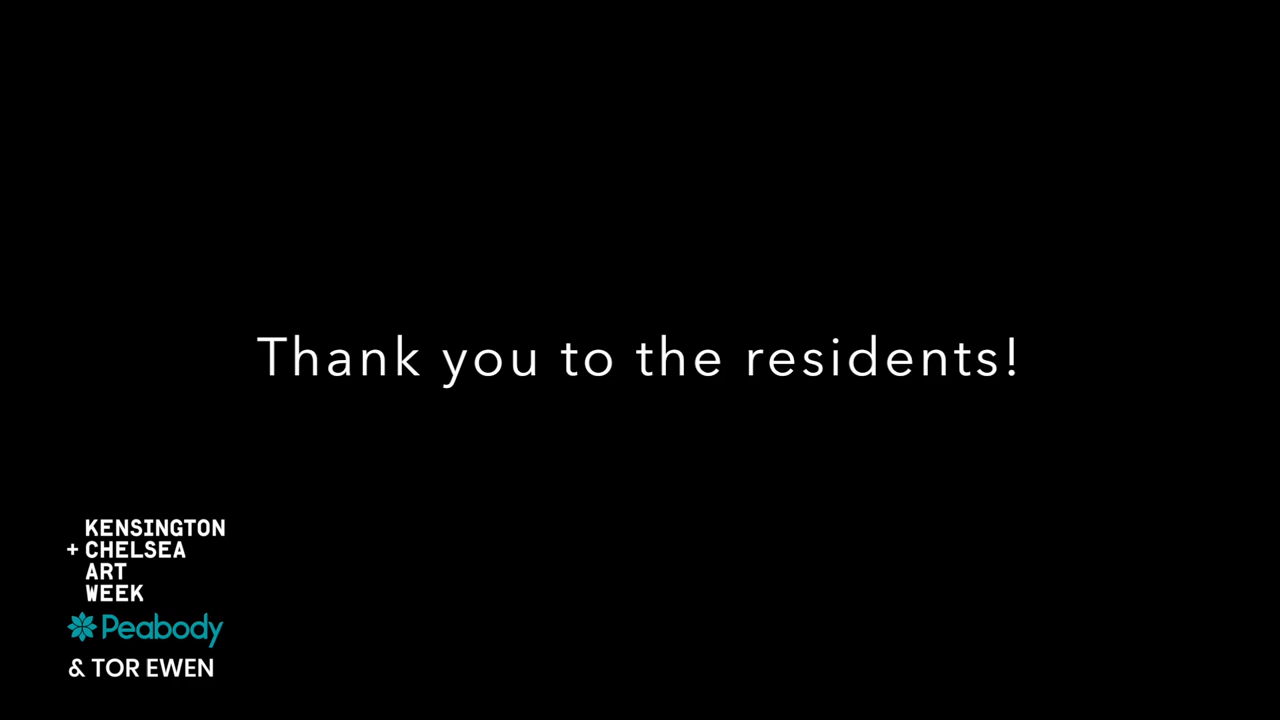 Thank you to the residents!
KENSINGTON
+ CHELSEA
ART
WEEK
Peabody
& TOR EWEN